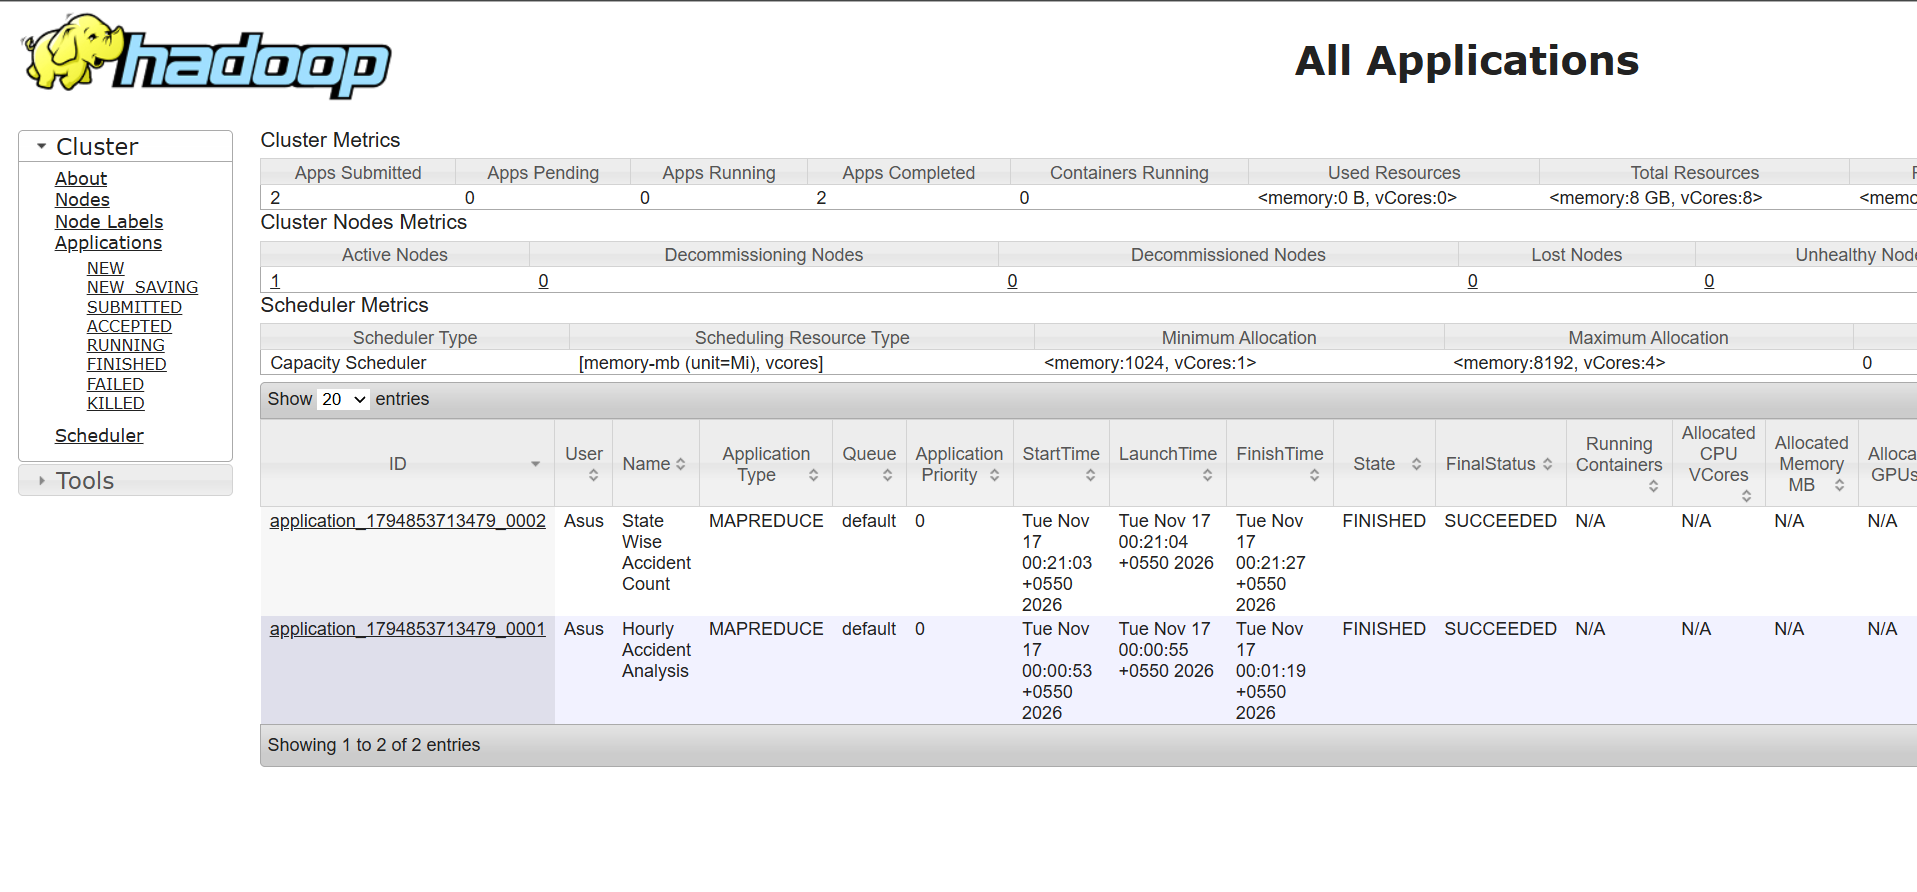 hadoop
All Applications
Cluster
About
Nodes
Node Labels
Applications
NEW
NEW_SAVING
SUBMITTED
ACCEPTED
RUNNING
FINISHED
FAILED
KILLED
Scheduler
Tools
Cluster Metrics
Apps Submitted Apps Pending Apps Running Apps Completed Containers Running Used Resources Total Resources
2 0 0 2 0 <memory:0 B, vCores:0> <memory:8 GB, vCores:8> <memo
Cluster Nodes Metrics
Active Nodes Decommissioning Nodes Decommissioned Nodes Lost Nodes Unhealthy Node
1 0 0 0 0
Scheduler Metrics
Scheduler Type Scheduling Resource Type Minimum Allocation Maximum Allocation
Capacity Scheduler [memory-mb (unit=Mi), vcores] <memory:1024, vCores:1> <memory:8192, vCores:4> 0
Show 20 entries
ID User Name Application Type Queue Application Priority StartTime LaunchTime FinishTime State FinalStatus Running Containers Allocated CPU VCores Allocated Memory MB Alloca GPUs
application_1794853713479_0002 Asus State Wise Accident Count MAPREDUCE default 0 Tue Nov 17 00:21:03 +0550 2026 Tue Nov 17 00:21:04 +0550 2026 Tue Nov 17 00:21:27 +0550 2026 FINISHED SUCCEEDED N/A N/A N/A N/A
application_1794853713479_0001 Asus Hourly Accident Analysis MAPREDUCE default 0 Tue Nov 17 00:00:53 +0550 2026 Tue Nov 17 00:00:55 +0550 2026 Tue Nov 17 00:01:19 +0550 2026 FINISHED SUCCEEDED N/A N/A N/A N/A
Showing 1 to 2 of 2 entries